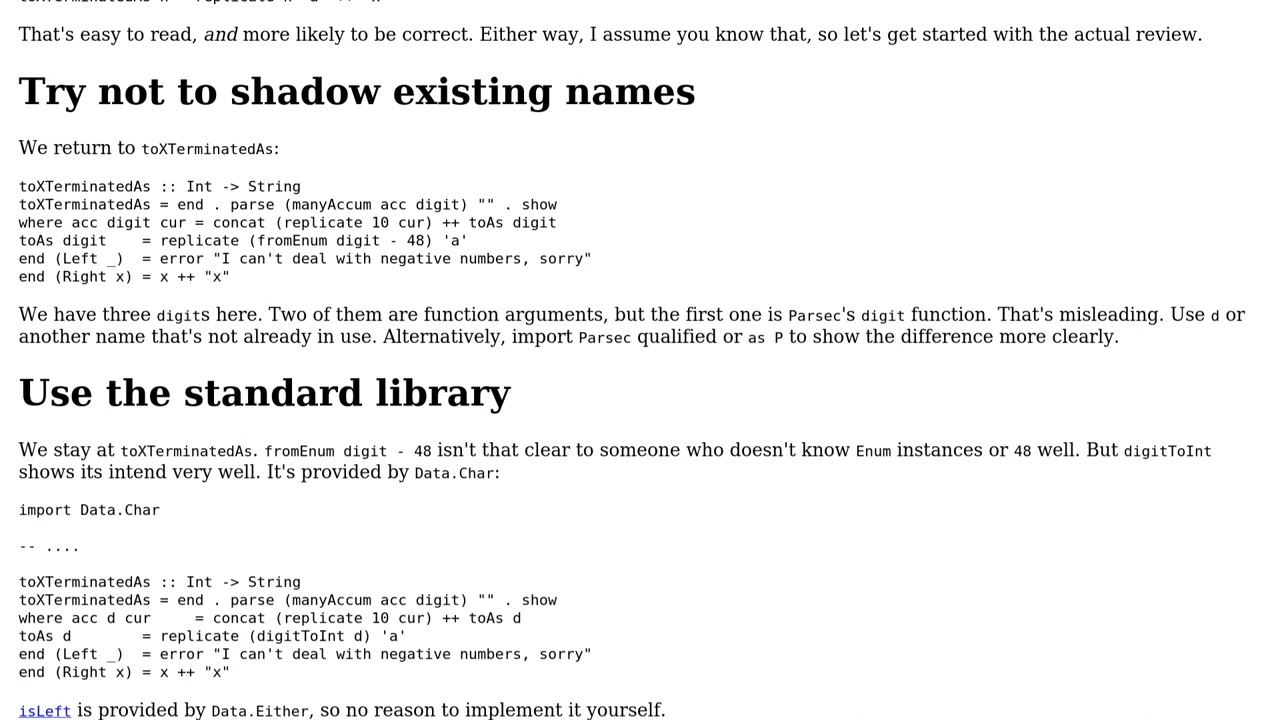 That's easy to read, and more likely to be correct. Either way, I assume you know that, so let's get started with the actual review.
Try not to shadow existing names
We return to toXTerminatedAs:
toXTerminatedAs :: Int -> String
toXTerminatedAs = end . parse (manyAccum acc digit) "" . show
where acc digit cur = concat (replicate 10 cur) ++ toAs digit
toAs digit    = replicate (fromEnum digit - 48) 'a'
end (Left _)  = error "I can't deal with negative numbers, sorry"
end (Right x) = x ++ "x"
We have three digits here. Two of them are function arguments, but the first one is Parsec's digit function. That's misleading. Use d or
another name that's not already in use. Alternatively, import Parsec qualified or as P to show the difference more clearly.
Use the standard library
We stay at toXTerminatedAs. fromEnum digit - 48 isn't that clear to someone who doesn't know Enum instances or 48 well. But digitToInt
shows its intend very well. It's provided by Data.Char:
import Data.Char
-- ....
toXTerminatedAs :: Int -> String
toXTerminatedAs = end . parse (manyAccum acc digit) "" . show
where acc d cur     = concat (replicate 10 cur) ++ toAs d
toAs d        = replicate (digitToInt d) 'a'
end (Left _)  = error "I can't deal with negative numbers, sorry"
end (Right x) = x ++ "x"
isLeft is provided by Data.Either, so no reason to implement it yourself.